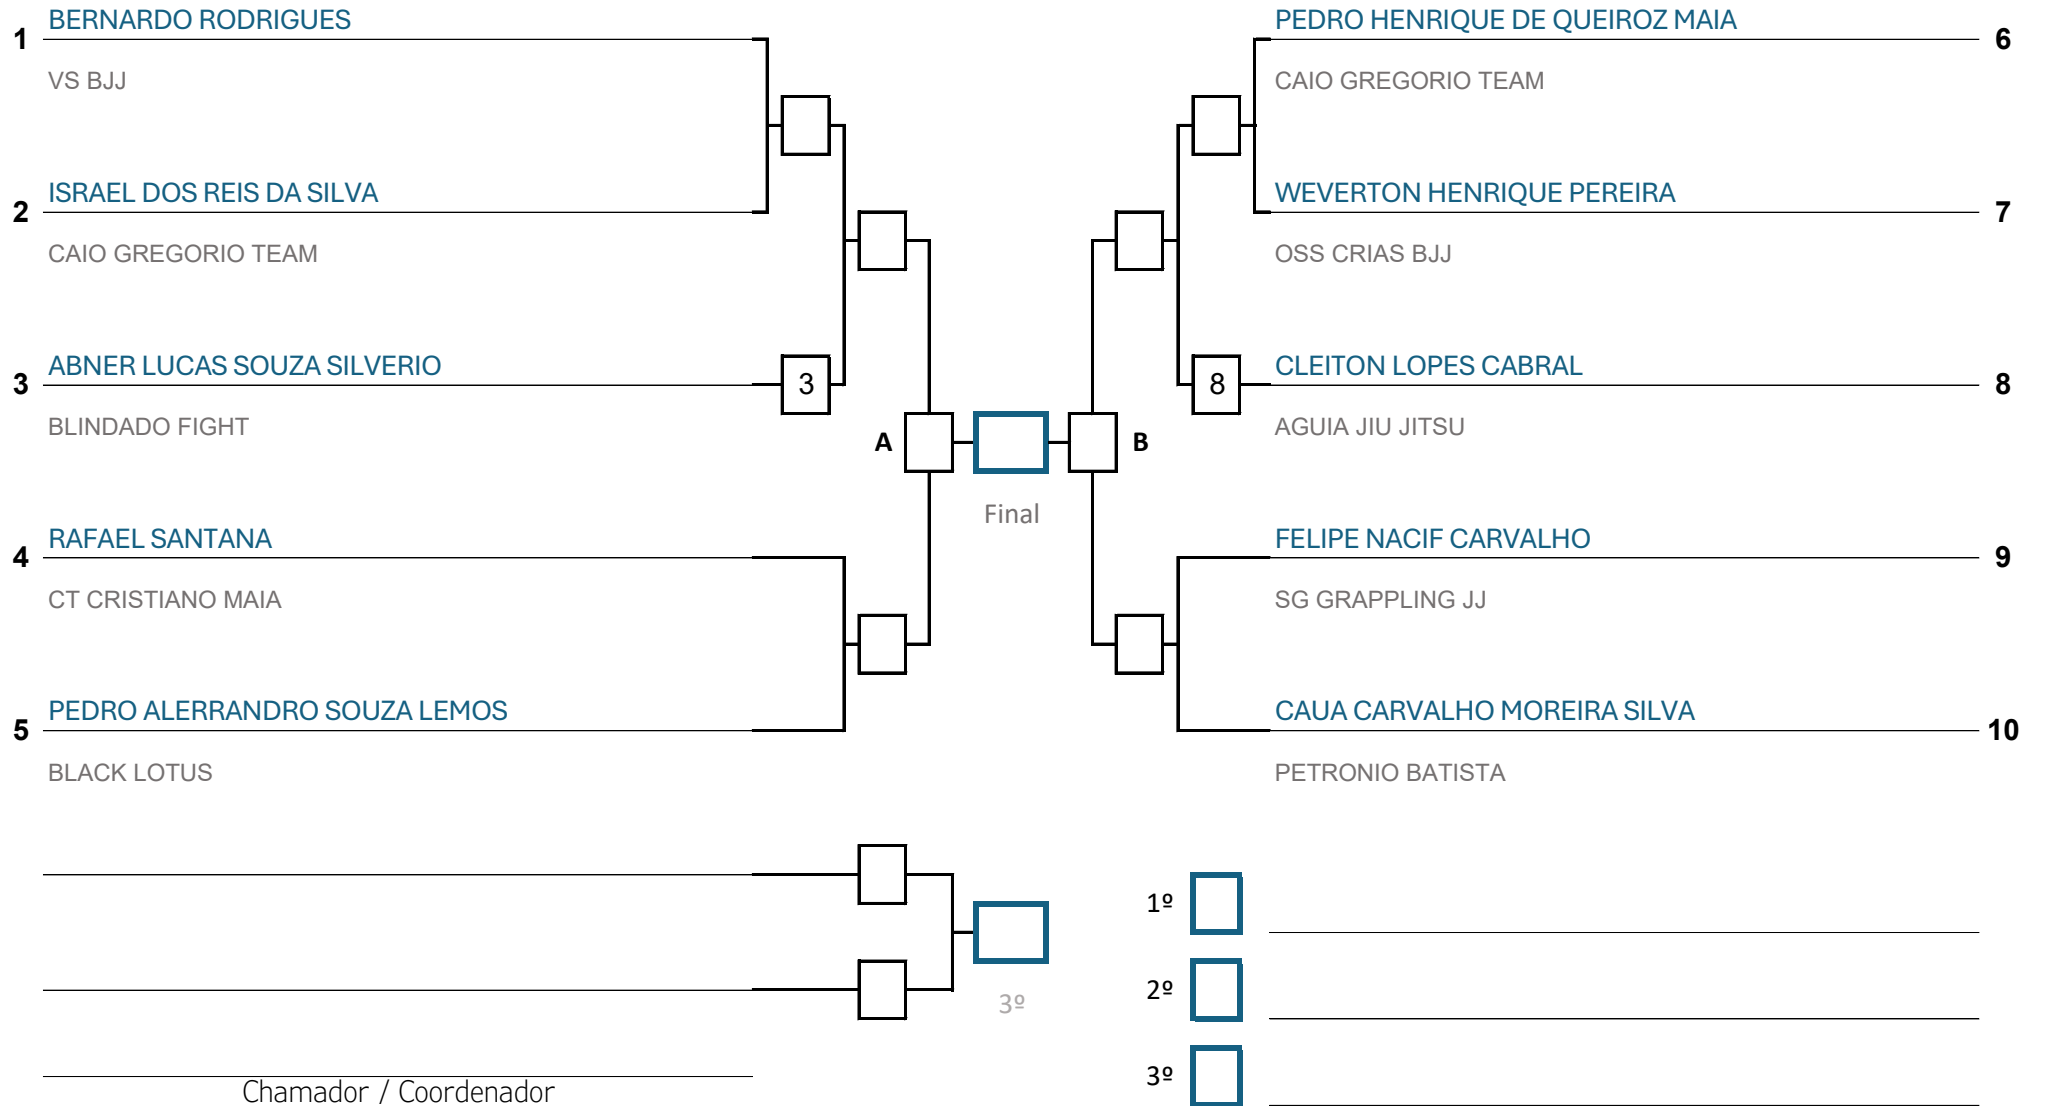 BERNARDO RODRIGUES
1
VS BJJ
ISRAEL DOS REIS DA SILVA
2
CAIO GREGORIO TEAM
ABNER LUCAS SOUZA SILVERIO
3
3
BLINDADO FIGHT
RAFAEL SANTANA
4
CT CRISTIANO MAIA
PEDRO ALERRANDRO SOUZA LEMOS
5
BLACK LOTUS
A
B
Final
PEDRO HENRIQUE DE QUEIROZ MAIA
6
CAIO GREGORIO TEAM
WEVERTON HENRIQUE PEREIRA
7
OSS CRIAS BJJ
CLEITON LOPES CABRAL
8
8
AGUIA JIU JITSU
FELIPE NACIF CARVALHO
9
SG GRAPPLING JJ
CAUA CARVALHO MOREIRA SILVA
10
PETRONIO BATISTA
3º
1º
2º
3º
Chamador / Coordenador